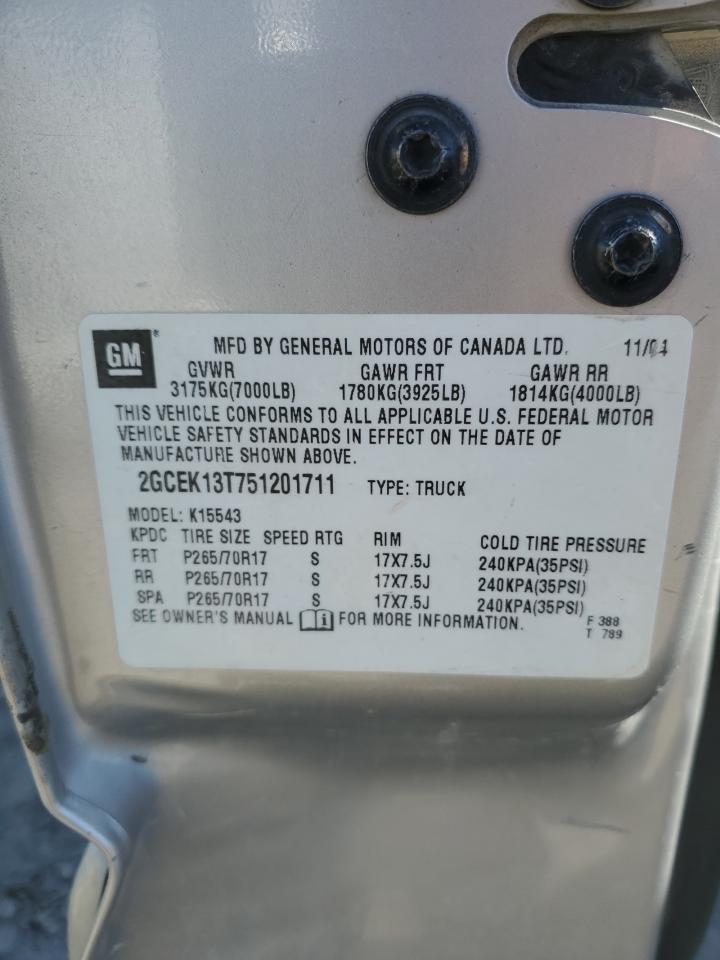 GM ® MFD BY GENERAL MOTORS OF CANADA LTD. 11/04
GVWR GAWR FRT GAWR RR
3175KG(7000LB) 1780KG(3925LB) 1814KG(4000LB)
THIS VEHICLE CONFORMS TO ALL APPLICABLE U.S. FEDERAL MOTOR
VEHICLE SAFETY STANDARDS IN EFFECT ON THE DATE OF
MANUFACTURE SHOWN ABOVE.
2GCEK13T751201711 TYPE: TRUCK
MODEL: K15543
KPDC TIRE SIZE SPEED RTG RIM COLD TIRE PRESSURE
FRT P265/70R17 S 17X7.5J 240KPA(35PSI)
RR P265/70R17 S 17X7.5J 240KPA(35PSI)
SPA P265/70R17 S 17X7.5J 240KPA(35PSI)
SEE OWNER'S MANUAL i FOR MORE INFORMATION. F 388
T 789